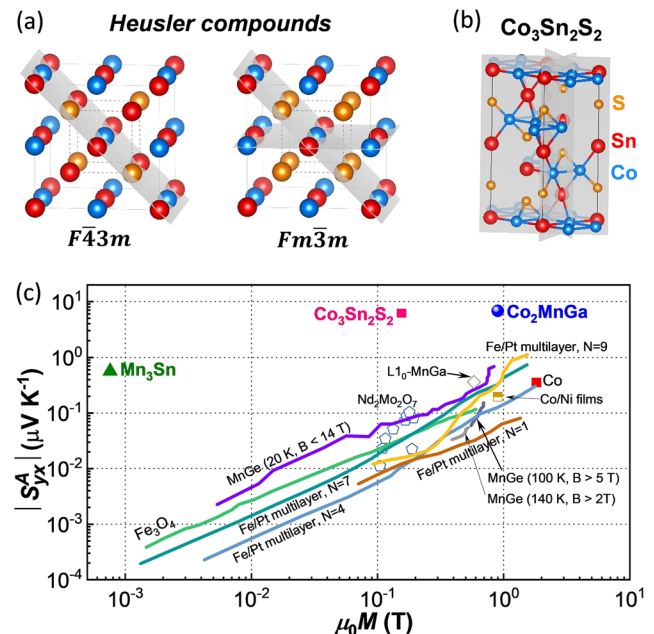 (a)
Heusler compounds
F4̅3m
Fm3̅m
(b)
Co₃Sn₂S₂
S
Sn
Co
(c)
|Sᴬyx| (μV K⁻¹)
10¹
10⁰
10⁻¹
10⁻²
10⁻³
10⁻⁴
Co₃Sn₂S₂
Co₂MnGa
Mn₃Sn
Fe/Pt multilayer, N=9
L1₀-MnGa
Co
Nd₂Mo₂O₇
Co/Ni films
MnGe (20 K, B < 14 T)
Fe/Pt multilayer, N=1
MnGe (100 K, B > 5 T)
MnGe (140 K, B > 2T)
Fe₃O₄
Fe/Pt multilayer, N=7
Fe/Pt multilayer, N=4
10⁻³
10⁻²
10⁻¹
10⁰
10¹
μ₀M (T)